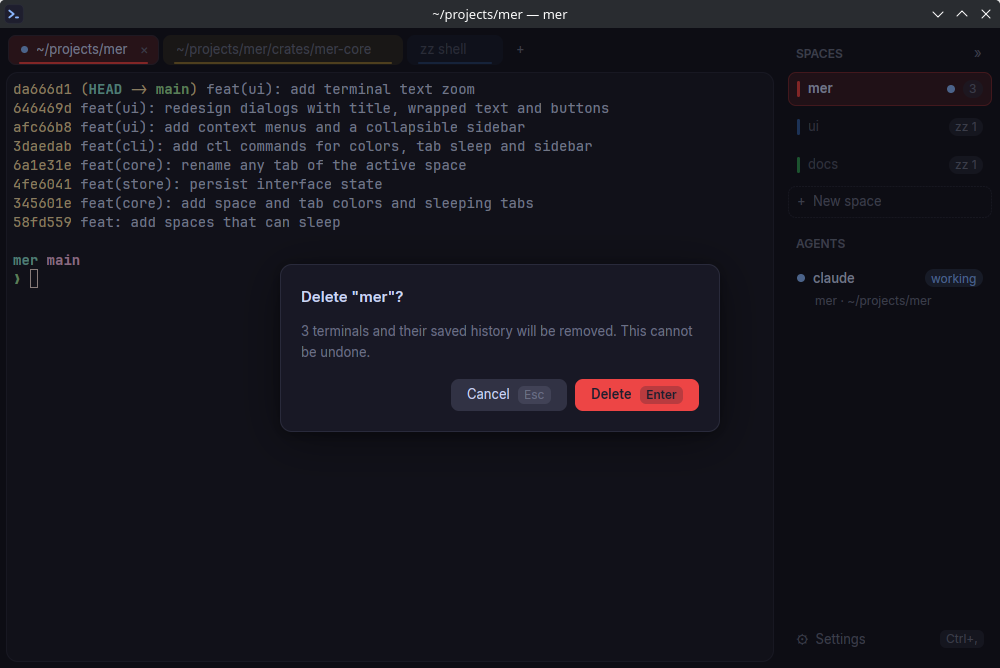 ~/projects/mer — mer
~/projects/mer ×
~/projects/mer/crates/mer-core
zz shell
+
da666d1 (HEAD -> main) feat(ui): add terminal text zoom
646469d feat(ui): redesign dialogs with title, wrapped text and buttons
afc66b8 feat(ui): add context menus and a collapsible sidebar
3daedab feat(cli): add ctl commands for colors, tab sleep and sidebar
6a1e31e feat(core): rename any tab of the active space
4fe6041 feat(store): persist interface state
345601e feat(core): add space and tab colors and sleeping tabs
58fd559 feat: add spaces that can sleep
mer main
❯
Delete "mer"?
3 terminals and their saved history will be removed. This cannot
be undone.
Cancel Esc
Delete Enter
SPACES »
mer 3
ui zz 1
docs zz 1
+ New space
AGENTS
claude working
mer · ~/projects/mer
Settings Ctrl+,